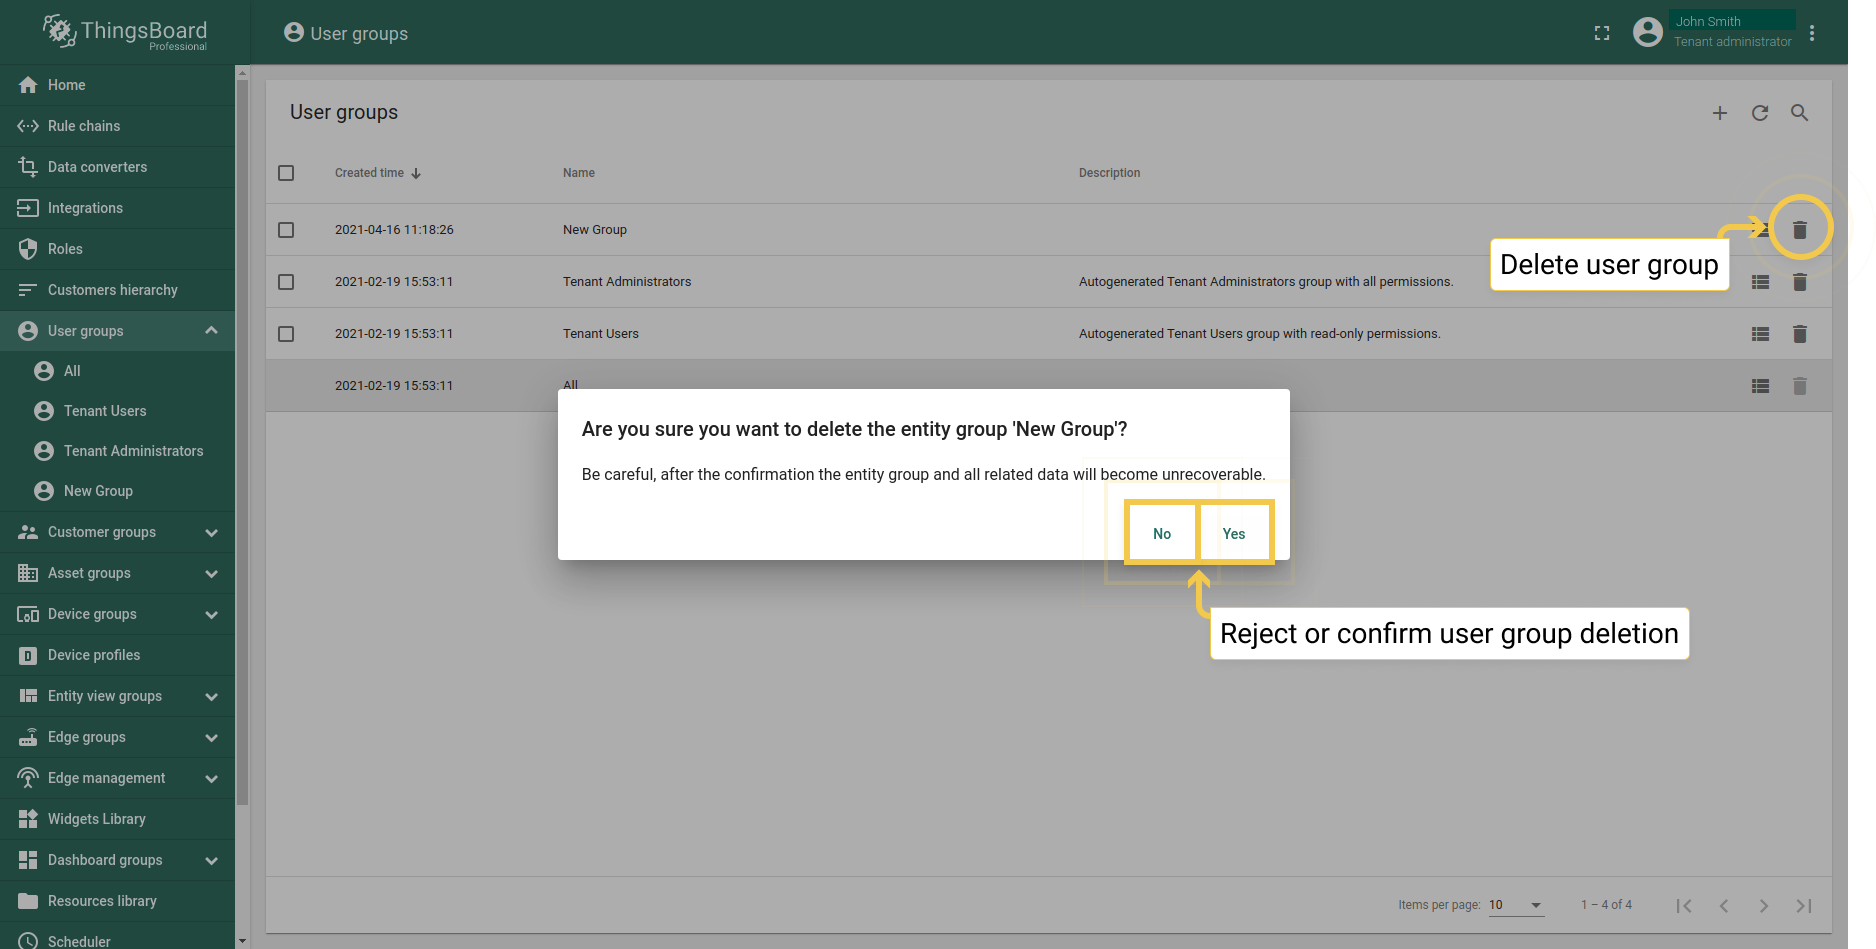 ThingsBoard
Professional
User groups
John Smith
Tenant administrator
Home
Rule chains
Data converters
Integrations
Roles
Customers hierarchy
User groups
All
Tenant Users
Tenant Administrators
New Group
Customer groups
Asset groups
Device groups
Device profiles
Entity view groups
Edge groups
Edge management
Widgets Library
Dashboard groups
Resources library
Scheduler
User groups
Created time Name Description
2021-04-16 11:18:26 New Group
Delete user group
2021-02-19 15:53:11 Tenant Administrators Autogenerated Tenant Administrators group with all permissions.
2021-02-19 15:53:11 Tenant Users Autogenerated Tenant Users group with read-only permissions.
2021-02-19 15:53:11 All
Are you sure you want to delete the entity group 'New Group'?
Be careful, after the confirmation the entity group and all related data will become unrecoverable.
No Yes
Reject or confirm user group deletion
Items per page: 10 1 – 4 of 4